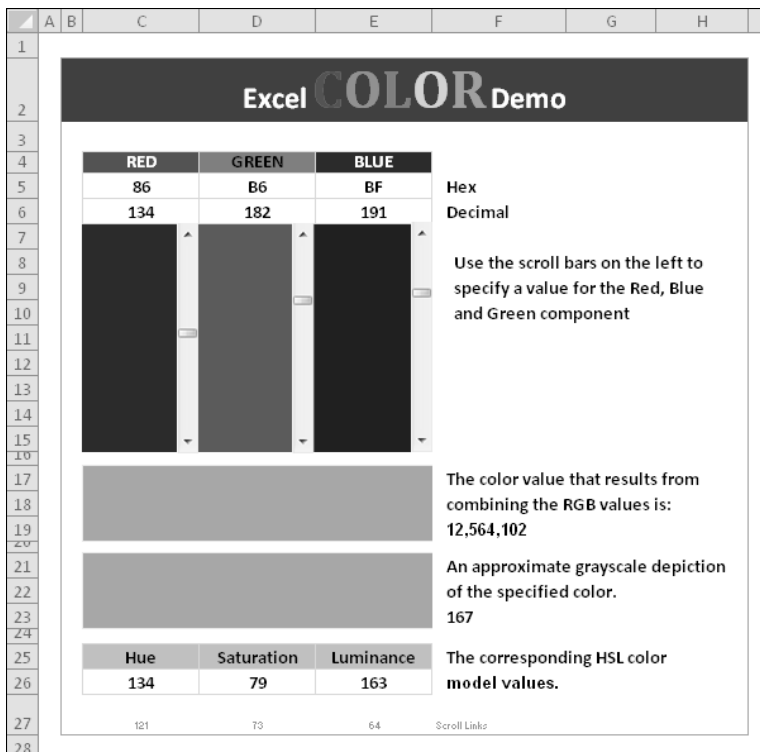 A B C D E F G H
1
2 Excel COLOR Demo
3
4 RED GREEN BLUE
5 86 B6 BF Hex
6 134 182 191 Decimal
7
8 Use the scroll bars on the left to
9 specify a value for the Red, Blue
10 and Green component
11
12
13
14
15
16
17 The color value that results from
18 combining the RGB values is:
19 12,564,102
20
21 An approximate grayscale depiction
22 of the specified color.
23 167
24
25 Hue Saturation Luminance The corresponding HSL color
26 134 79 163 model values.
27 121 73 64 Scroll Links
28